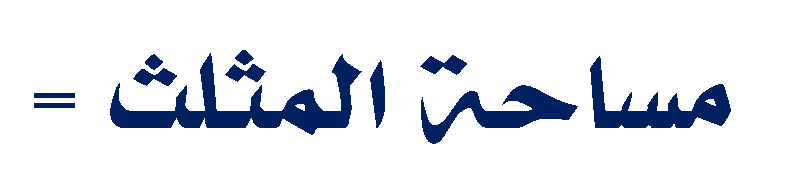 مساحة المثلث =